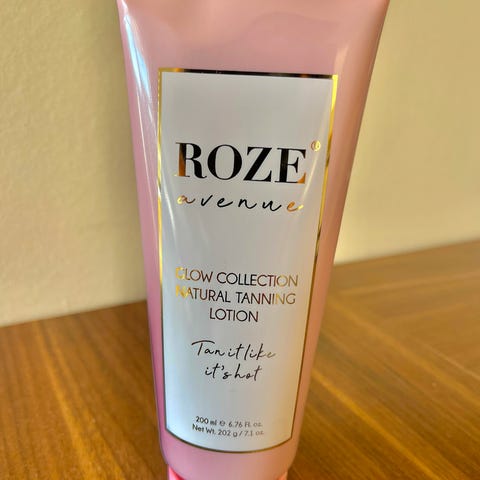 ROZE®
avenue
GLOW COLLECTION
NATURAL TANNING
LOTION
Tan it like
it's hot
200 ml ℮ 6.76 fl. oz.
Net Wt. 202 g / 7.1 oz.